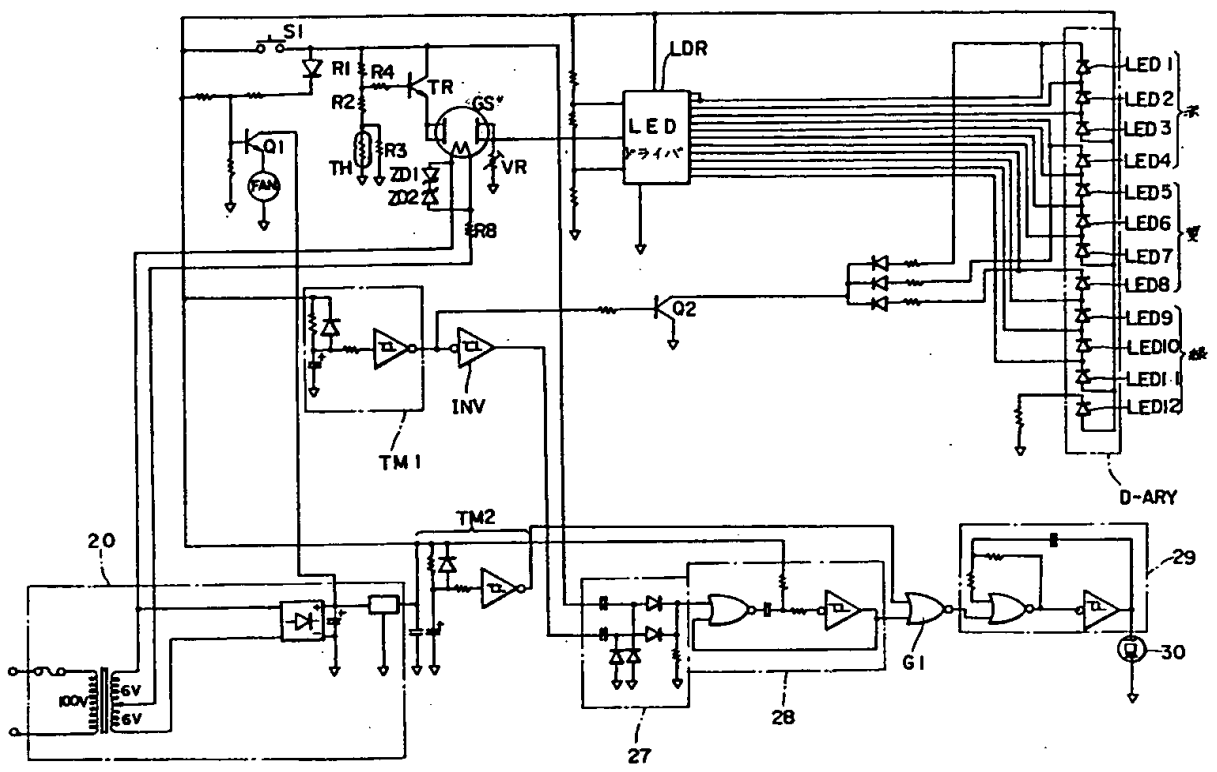 S1
LDR
R1
R4
TR
GS
R2
LED
ドライバ
LED1
LED2
LED3
LED4
LED5
LED6
LED7
LED8
LED9
LED10
LED11
LED12
赤
緑
Q1
FAN
TH
R3
ZD1
ZD2
VR
R8
Q2
INV
TM1
D-ARY
20
TM2
29
100V
6V
6V
G1
30
27
28